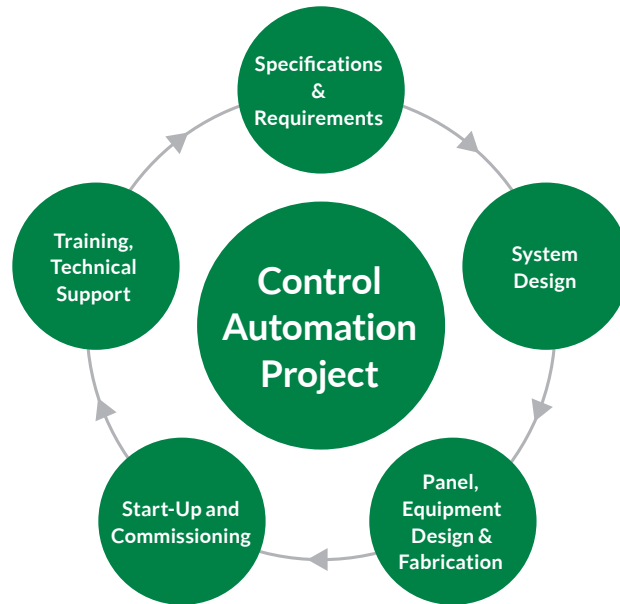 Specifications
&
Requirements
System
Design
Panel,
Equipment
Design &
Fabrication
Start-Up and
Commissioning
Training,
Technical
Support
Control
Automation
Project